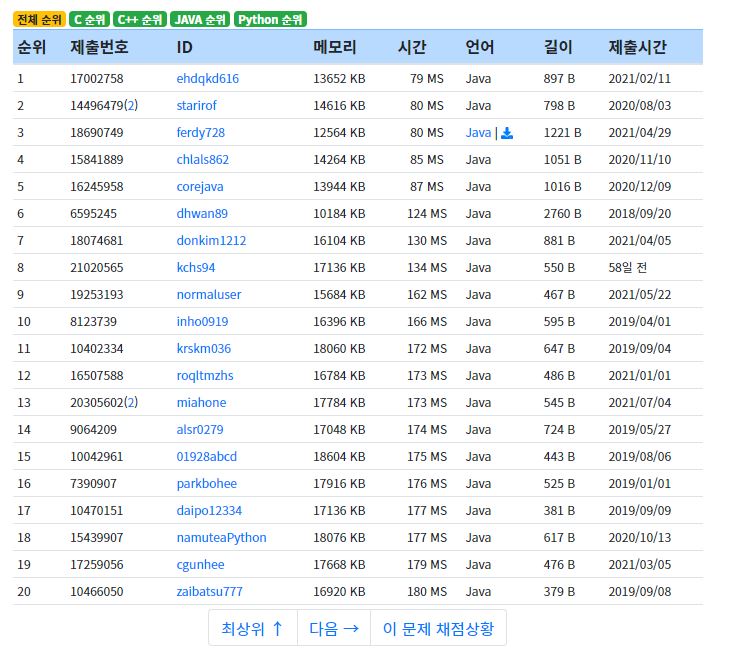 전체 순위 C 순위 C++ 순위 JAVA 순위 Python 순위
순위 제출번호 ID 메모리 시간 언어 길이 제출시간
1 17002758 ehdqkd616 13652 KB 79 MS Java 897 B 2021/02/11
2 14496479(2) starirof 14616 KB 80 MS Java 798 B 2020/08/03
3 18690749 ferdy728 12564 KB 80 MS Java | 1221 B 2021/04/29
4 15841889 chlals862 14264 KB 85 MS Java 1051 B 2020/11/10
5 16245958 corejava 13944 KB 87 MS Java 1016 B 2020/12/09
6 6595245 dhwan89 10184 KB 124 MS Java 2760 B 2018/09/20
7 18074681 donkim1212 16104 KB 130 MS Java 881 B 2021/04/05
8 21020565 kchs94 17136 KB 134 MS Java 550 B 58일 전
9 19253193 normaluser 15684 KB 162 MS Java 467 B 2021/05/22
10 8123739 inho0919 16396 KB 166 MS Java 595 B 2019/04/01
11 10402334 krskm036 18060 KB 172 MS Java 647 B 2019/09/04
12 16507588 roqltmzhs 16784 KB 173 MS Java 486 B 2021/01/01
13 20305602(2) miahone 17784 KB 173 MS Java 545 B 2021/07/04
14 9064209 alsr0279 17048 KB 174 MS Java 724 B 2019/05/27
15 10042961 01928abcd 18604 KB 175 MS Java 443 B 2019/08/06
16 7390907 parkbohee 17916 KB 176 MS Java 525 B 2019/01/01
17 10470151 daipo12334 17136 KB 177 MS Java 381 B 2019/09/09
18 15439907 namuteaPython 18076 KB 177 MS Java 617 B 2020/10/13
19 17259056 cgunhee 17668 KB 179 MS Java 476 B 2021/03/05
20 10466050 zaibatsu777 16920 KB 180 MS Java 379 B 2019/09/08
최상위 ↑ 다음 → 이 문제 채점상황